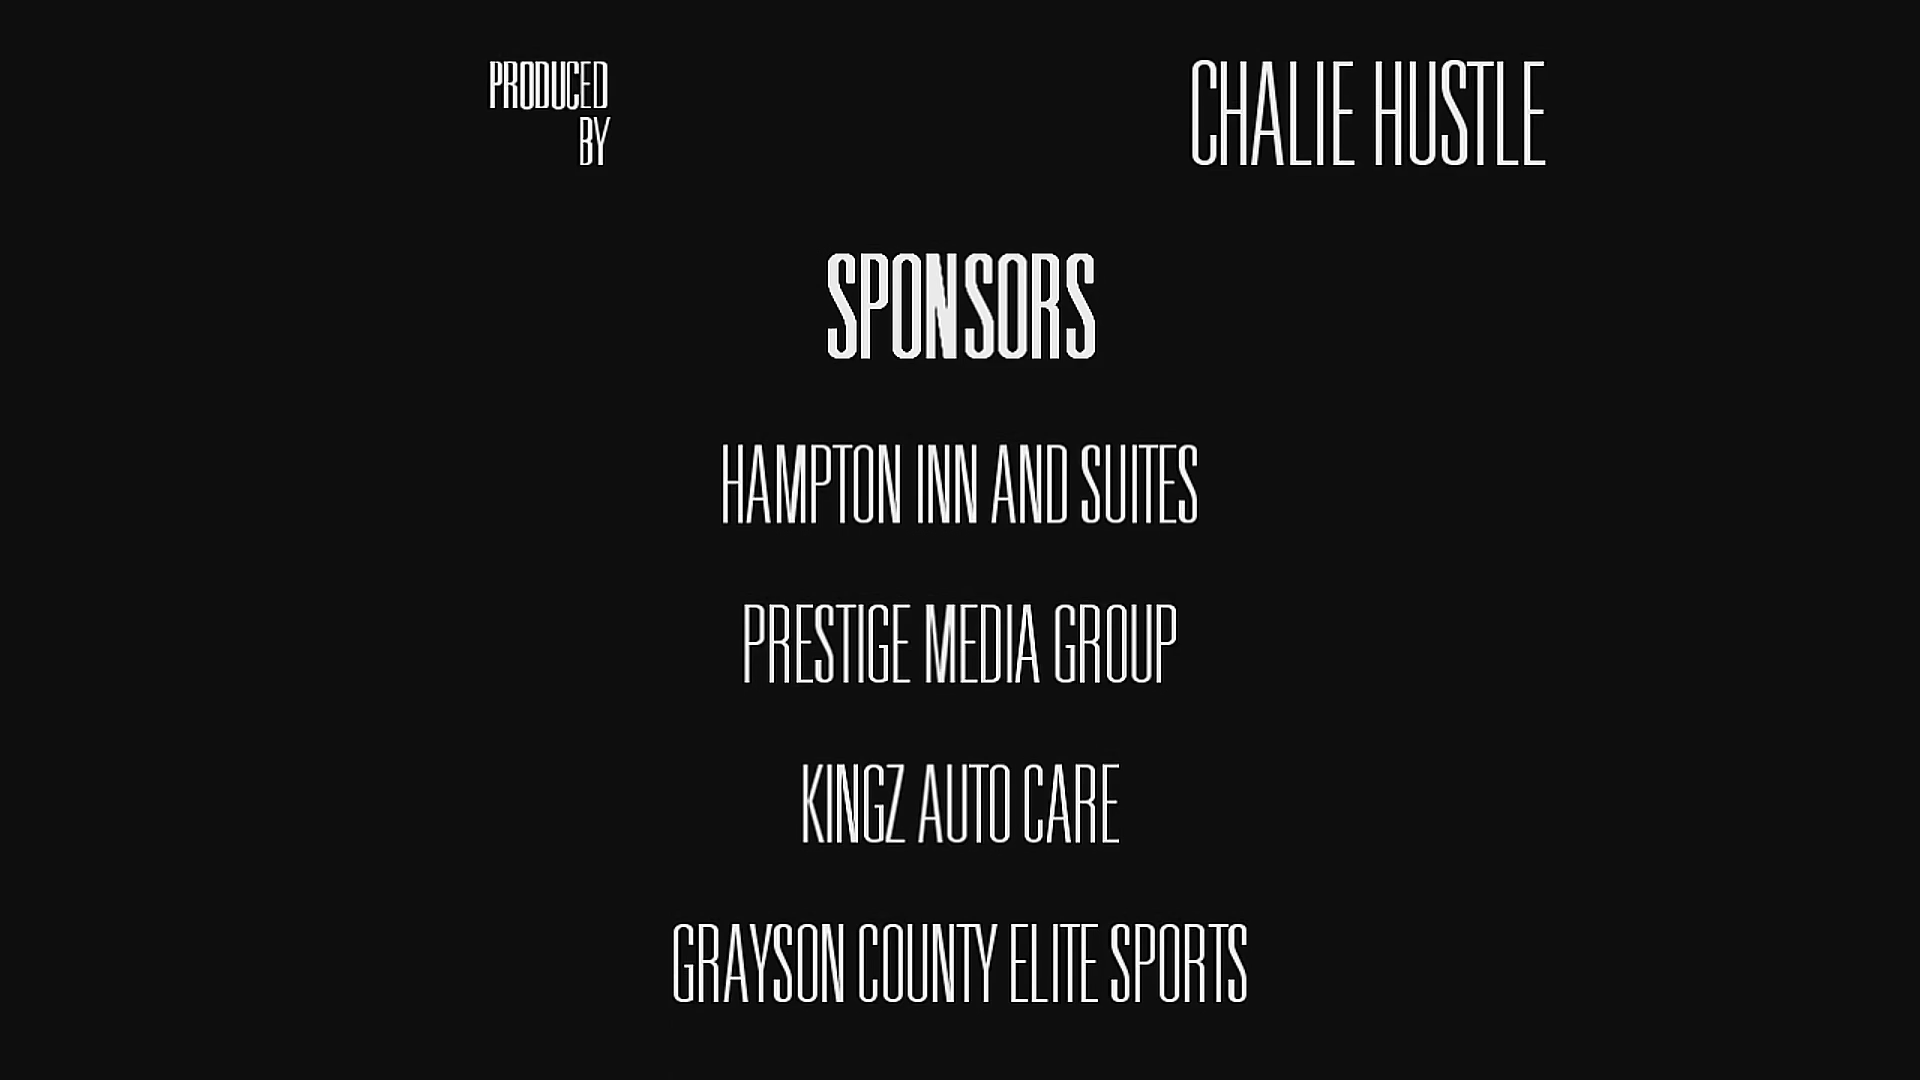 PRODUCED
BY
CHALIE HUSTLE
SPONSORS
HAMPTON INN AND SUITES
PRESTIGE MEDIA GROUP
KINGZ AUTO CARE
GRAYSON COUNTY ELITE SPORTS